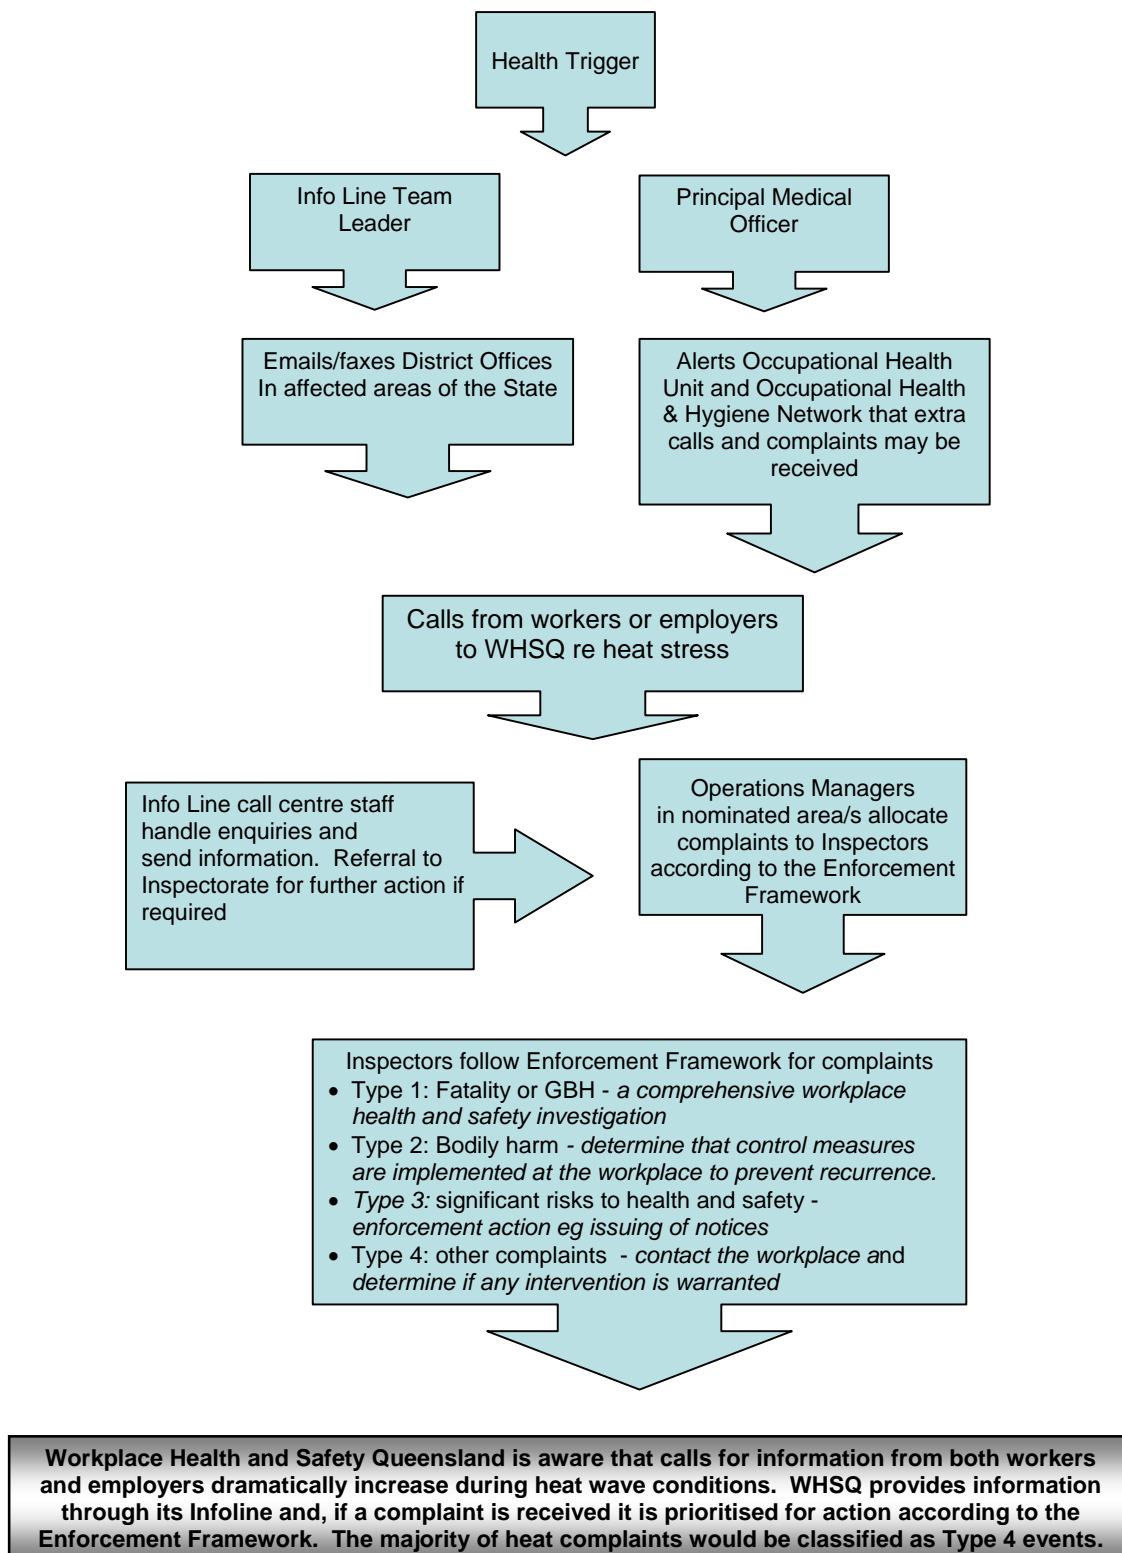 Health Trigger
Info Line Team
Leader
Principal Medical
Officer
Emails/faxes District Offices
In affected areas of the State
Alerts Occupational Health
Unit and Occupational Health
& Hygiene Network that extra
calls and complaints may be
received
Calls from workers or employers
to WHSQ re heat stress
Info Line call centre staff
handle enquiries and
send information.  Referral to
Inspectorate for further action if
required
Operations Managers
in nominated area/s allocate
complaints to Inspectors
according to the Enforcement
Framework
Inspectors follow Enforcement Framework for complaints
• Type 1: Fatality or GBH - a comprehensive workplace
health and safety investigation
• Type 2: Bodily harm - determine that control measures
are implemented at the workplace to prevent recurrence.
• Type 3: significant risks to health and safety -
enforcement action eg issuing of notices
• Type 4: other complaints  - contact the workplace and
determine if any intervention is warranted
Workplace Health and Safety Queensland is aware that calls for information from both workers
and employers dramatically increase during heat wave conditions.  WHSQ provides information
through its Infoline and, if a complaint is received it is prioritised for action according to the
Enforcement Framework.  The majority of heat complaints would be classified as Type 4 events.